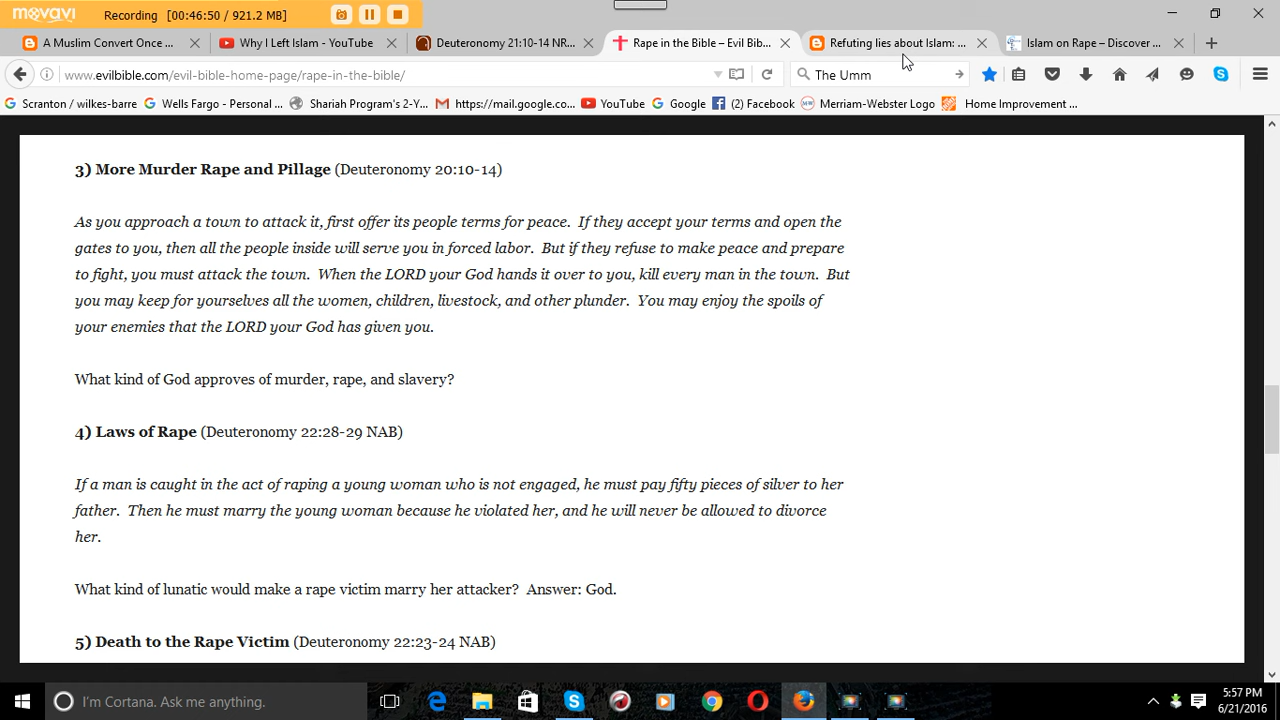 movavi Recording [00:46:50 / 921.2 MB]
A Muslim Convert Once ... Why I Left Islam - YouTube Deuteronomy 21:10-14 NR... Rape in the Bible – Evil Bib... Refuting lies about Islam: ... Islam on Rape – Discover ...
www.evilbible.com/evil-bible-home-page/rape-in-the-bible/ The Umm
Scranton / wilkes-barre Wells Fargo - Personal ... Shariah Program's 2-Y... https://mail.google.co... YouTube Google (2) Facebook Merriam-Webster Logo Home Improvement ...
3) More Murder Rape and Pillage (Deuteronomy 20:10-14)
As you approach a town to attack it, first offer its people terms for peace. If they accept your terms and open the
gates to you, then all the people inside will serve you in forced labor. But if they refuse to make peace and prepare
to fight, you must attack the town. When the LORD your God hands it over to you, kill every man in the town. But
you may keep for yourselves all the women, children, livestock, and other plunder. You may enjoy the spoils of
your enemies that the LORD your God has given you.
What kind of God approves of murder, rape, and slavery?
4) Laws of Rape (Deuteronomy 22:28-29 NAB)
If a man is caught in the act of raping a young woman who is not engaged, he must pay fifty pieces of silver to her
father. Then he must marry the young woman because he violated her, and he will never be allowed to divorce
her.
What kind of lunatic would make a rape victim marry her attacker? Answer: God.
5) Death to the Rape Victim (Deuteronomy 22:23-24 NAB)
I'm Cortana. Ask me anything.
5:57 PM
6/21/2016